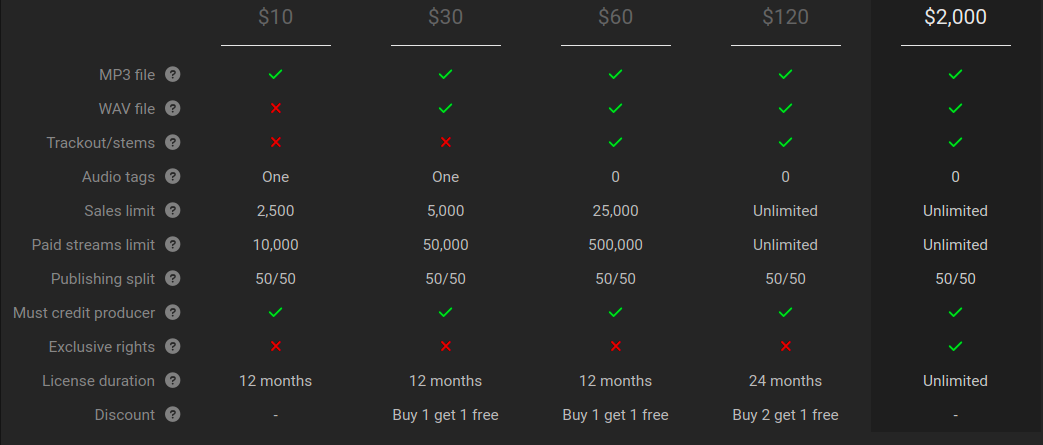 $10 $30 $60 $120 $2,000
MP3 file ? ✓ ✓ ✓ ✓ ✓
WAV file ? ✗ ✓ ✓ ✓ ✓
Trackout/stems ? ✗ ✗ ✓ ✓ ✓
Audio tags ? One One 0 0 0
Sales limit ? 2,500 5,000 25,000 Unlimited Unlimited
Paid streams limit ? 10,000 50,000 500,000 Unlimited Unlimited
Publishing split ? 50/50 50/50 50/50 50/50 50/50
Must credit producer ? ✓ ✓ ✓ ✓ ✓
Exclusive rights ? ✗ ✗ ✗ ✗ ✓
License duration ? 12 months 12 months 12 months 24 months Unlimited
Discount ? - Buy 1 get 1 free Buy 1 get 1 free Buy 2 get 1 free -